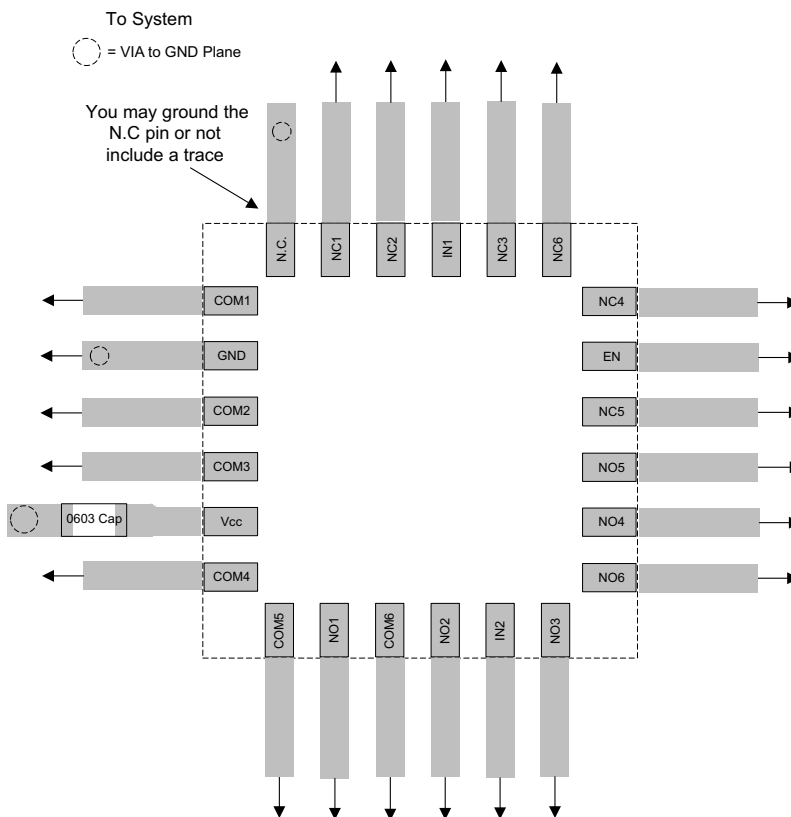 To System
= VIA to GND Plane
You may ground the
N.C pin or not
include a trace
N.C.
NC1
NC2
IN1
NC3
NC6
COM1
GND
COM2
COM3
0603 Cap
Vcc
COM4
NC4
EN
NC5
NO5
NO4
NO6
COM5
NO1
COM6
NO2
IN2
NO3